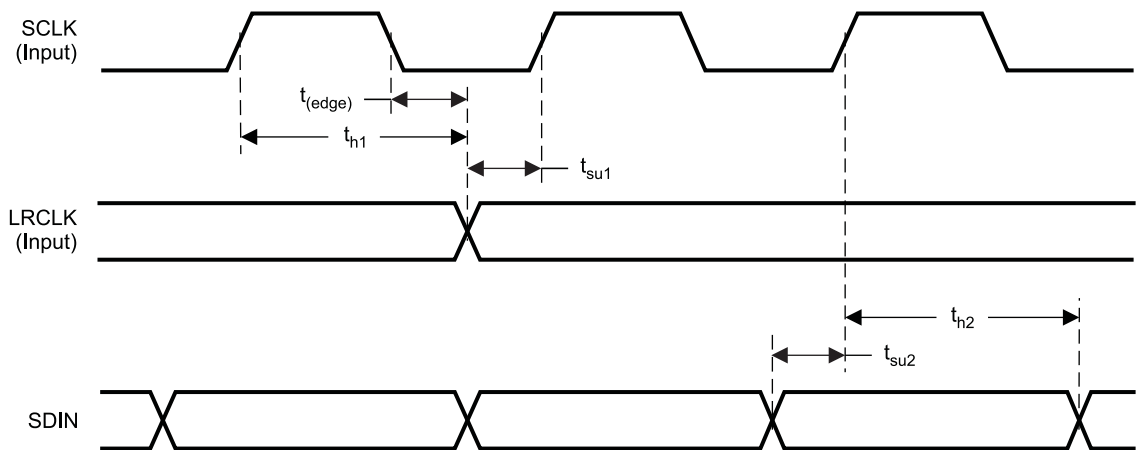 SCLK
(Input)
t(edge)
th1
tsu1
LRCLK
(Input)
th2
tsu2
SDIN